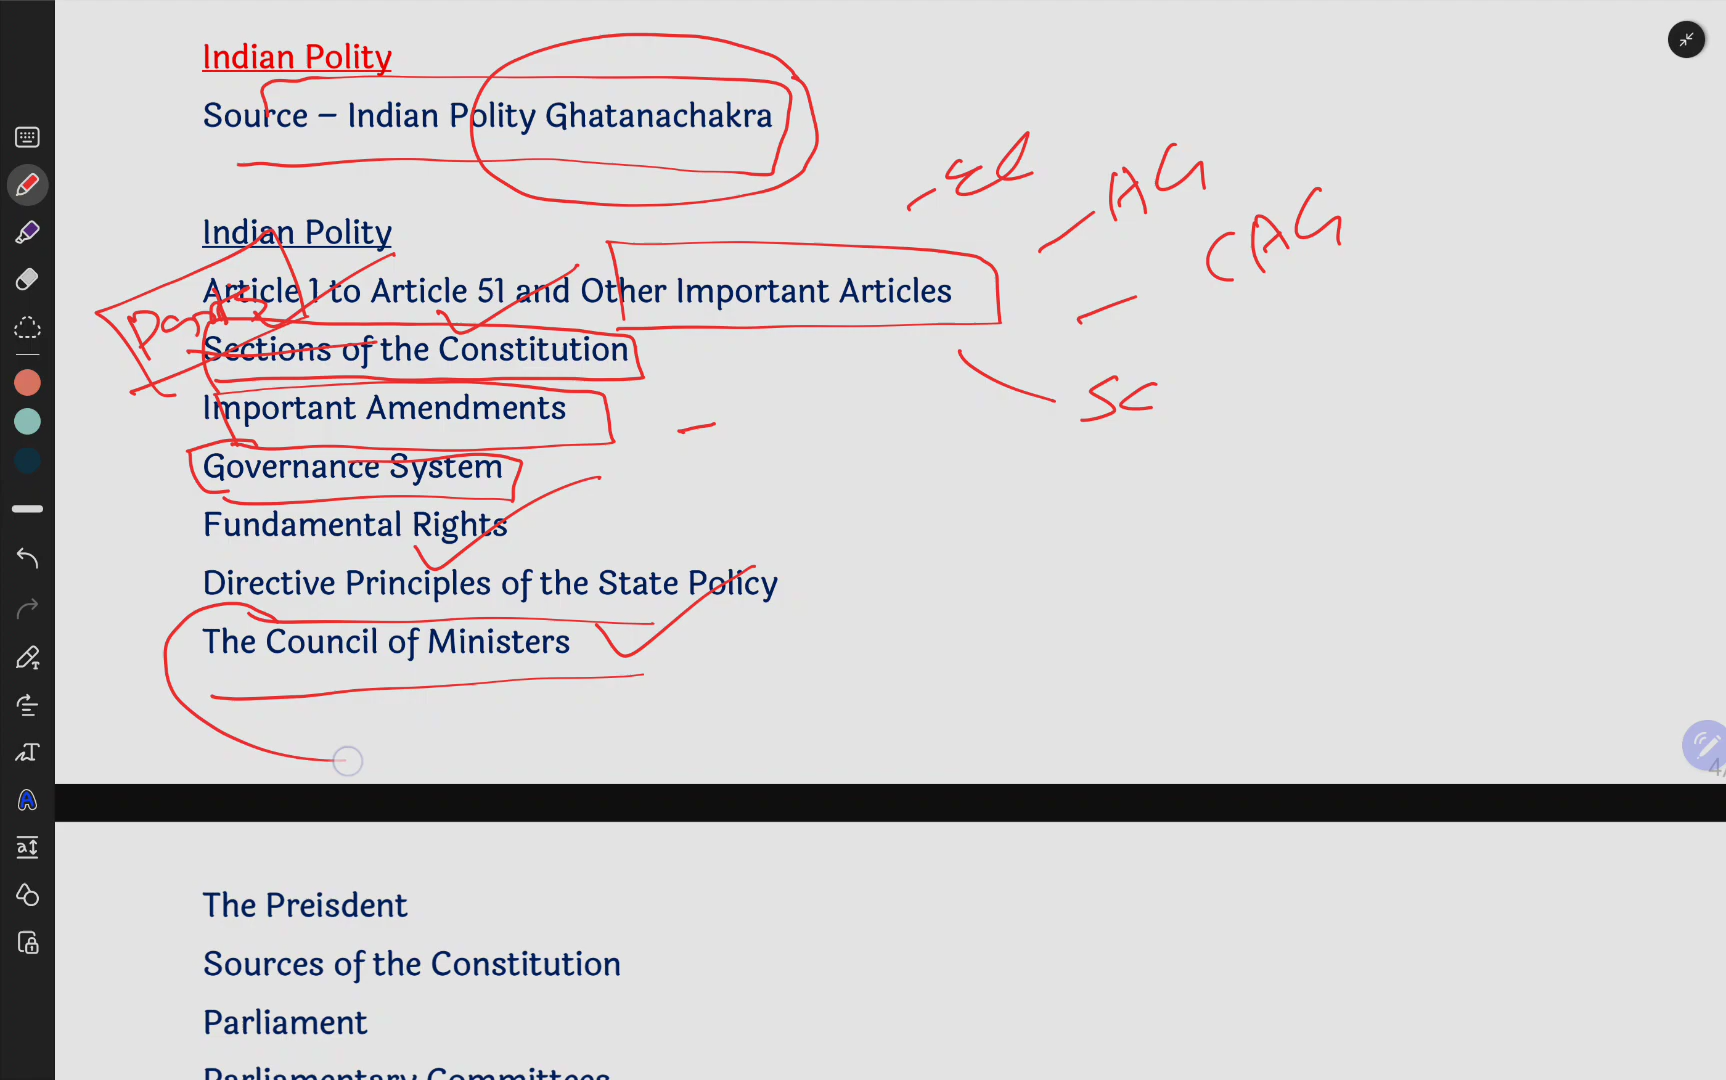 Indian Polity
Source – Indian Polity Ghatanachakra
Indian Polity
Article 1 to Article 51 and Other Important Articles
Sections of the Constitution
Important Amendments
Governance System
Fundamental Rights
Directive Principles of the State Policy
The Council of Ministers
AG
CAG
SC
The Preisdent
Sources of the Constitution
Parliament
Parliamentary Committees